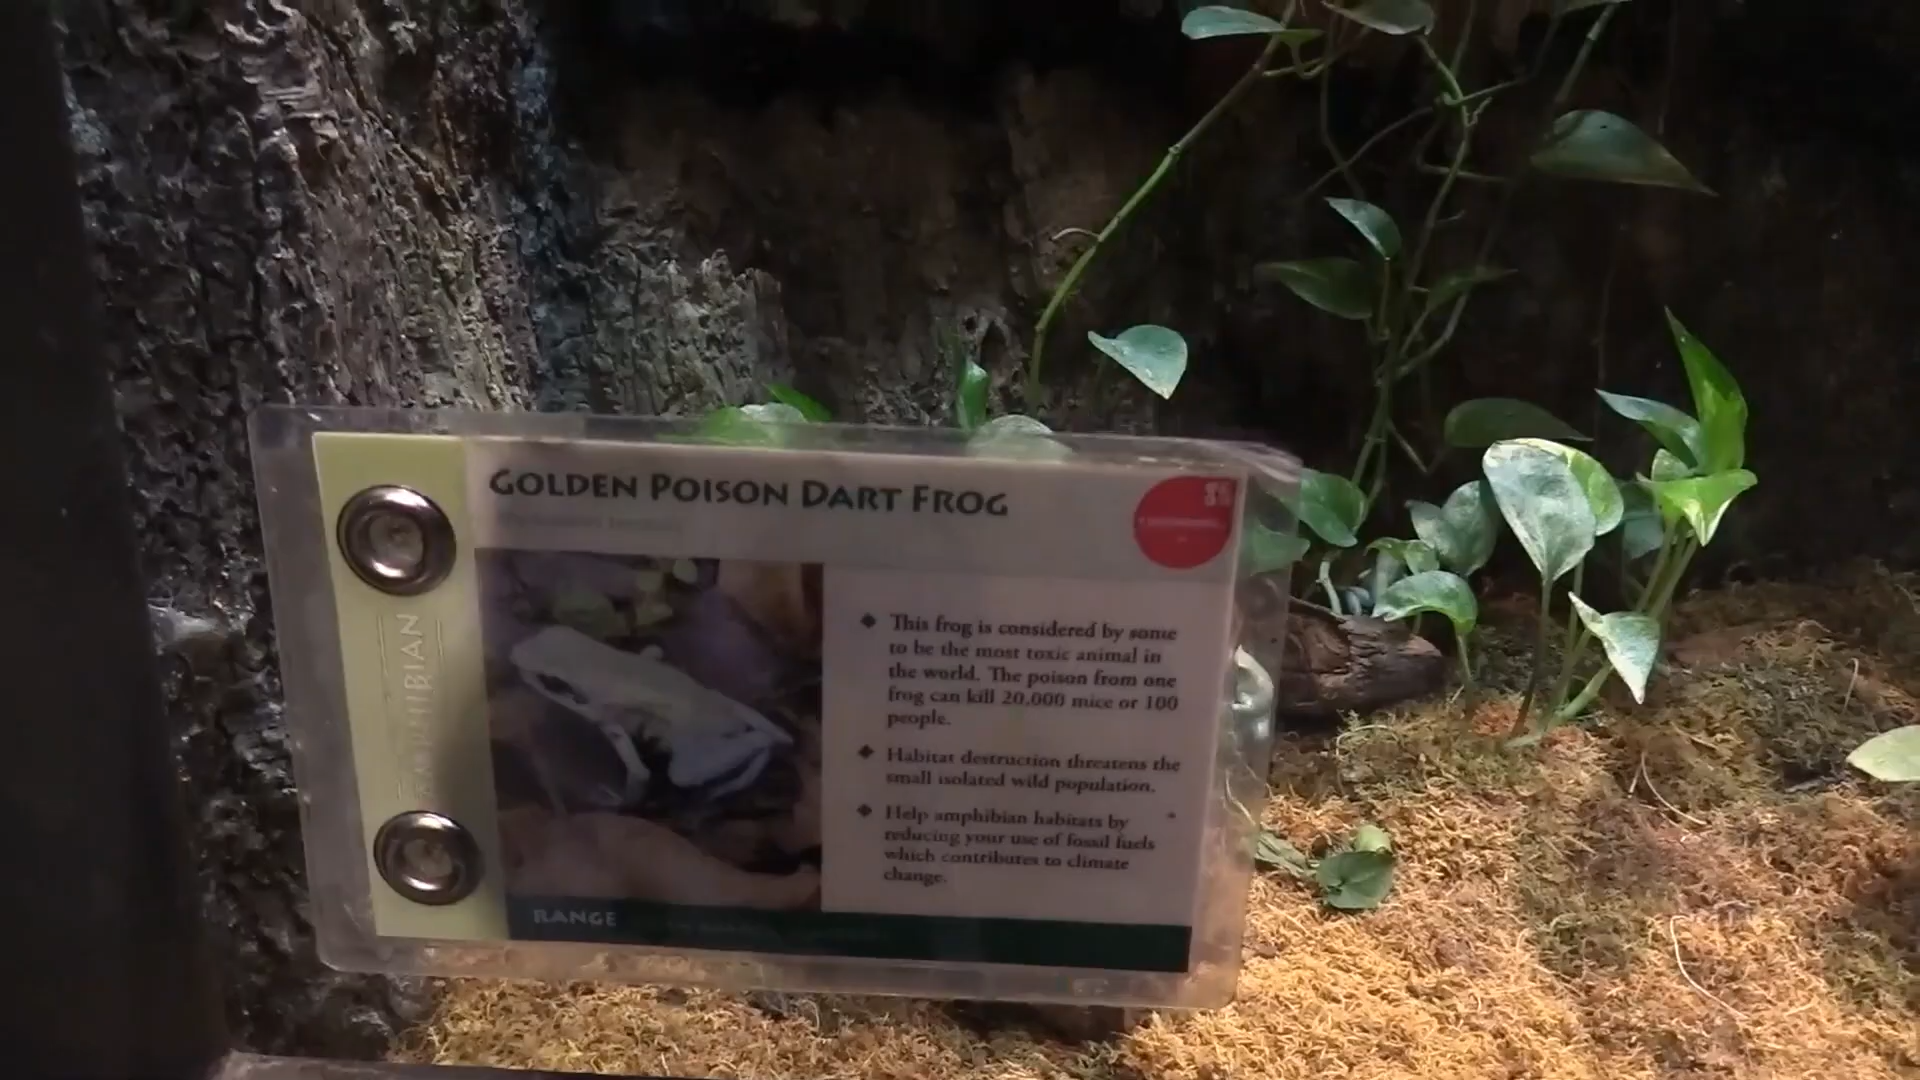 GOLDEN POISON DART FROG
AMPHIBIAN
This frog is considered by some
to be the most toxic animal in
the world. The poison from one
frog can kill 20,000 mice or 100
people.
Habitat destruction threatens the
small isolated wild population.
Help amphibian habitats by
reducing your use of fossil fuels
which contributes to climate
change.
RANGE